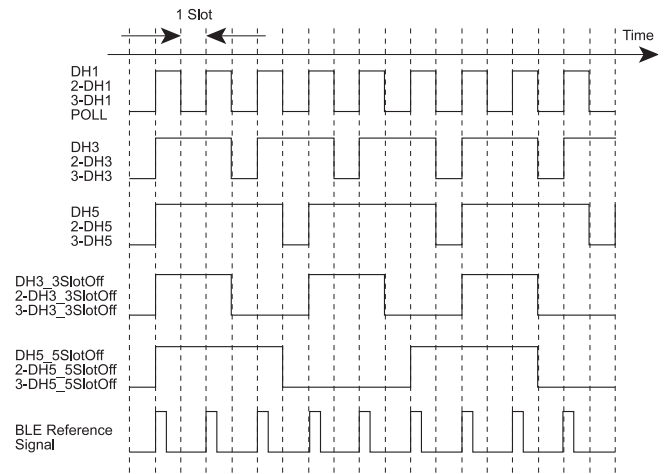 1 Slot
Time
DH1
2-DH1
3-DH1
POLL
DH3
2-DH3
3-DH3
DH5
2-DH5
3-DH5
DH3_3SlotOff
2-DH3_3SlotOff
3-DH3_3SlotOff
DH5_5SlotOff
2-DH5_5SlotOff
3-DH5_5SlotOff
BLE Reference
Signal